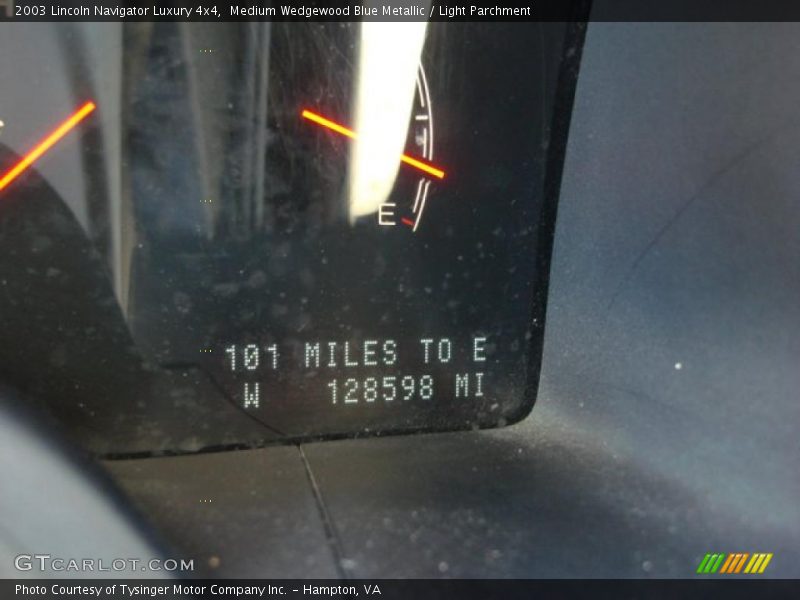 2003 Lincoln Navigator Luxury 4x4,  Medium Wedgewood Blue Metallic / Light Parchment
E
101 MILES TO E
W 128598 MI
GTCARLOT.COM
Photo Courtesy of Tysinger Motor Company Inc. - Hampton, VA